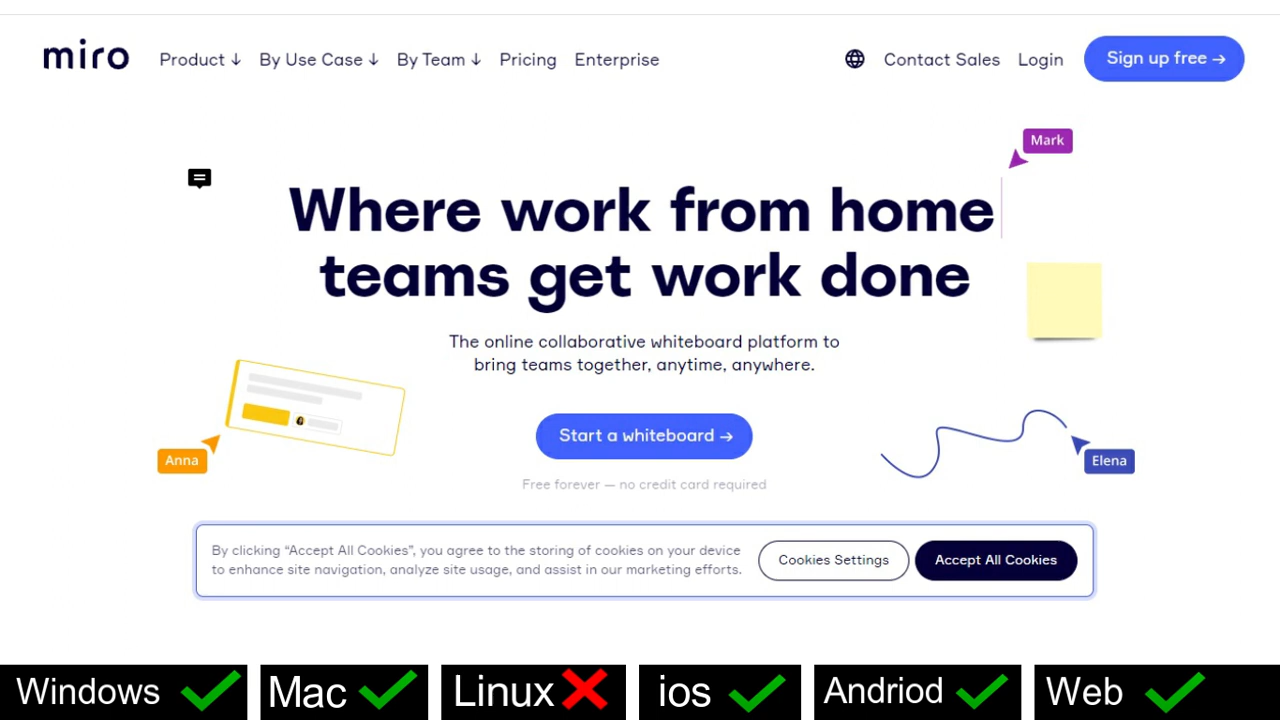 miro Product ↓ By Use Case ↓ By Team ↓ Pricing Enterprise Contact Sales Login Sign up free →
Mark
Where work from home
teams get work done
The online collaborative whiteboard platform to
bring teams together, anytime, anywhere.
Start a whiteboard →
Anna
Elena
Free forever — no credit card required
By clicking “Accept All Cookies”, you agree to the storing of cookies on your device
to enhance site navigation, analyze site usage, and assist in our marketing efforts.
Cookies Settings
Accept All Cookies
Windows Mac Linux ios Andriod Web